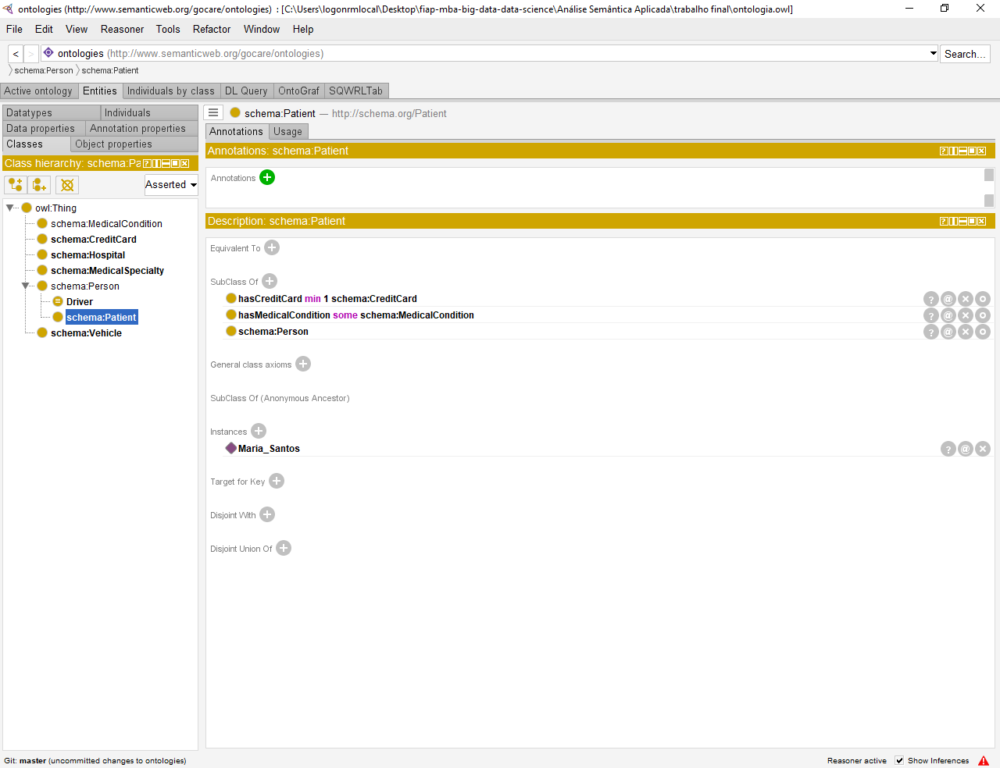 ontologies (http://www.semanticweb.org/gocare/ontologies) : [C:\Users\logonrmlocal\Desktop\fiap-mba-big-data-data-science\Análise Semântica Aplicada\trabalho final\ontologia.owl]
File Edit View Reasoner Tools Refactor Window Help
< > ontologies (http://www.semanticweb.org/gocare/ontologies) Search...
schema:Person schema:Patient
Active ontology Entities Individuals by class DL Query OntoGraf SQWRLTab
Datatypes Individuals
Data properties Annotation properties
Classes Object properties
Class hierarchy: schema:Pa
Asserted
owl:Thing
schema:MedicalCondition
schema:CreditCard
schema:Hospital
schema:MedicalSpecialty
schema:Person
Driver
schema:Patient
schema:Vehicle
schema:Patient — http://schema.org/Patient
Annotations Usage
Annotations: schema:Patient
Annotations
Description: schema:Patient
Equivalent To
SubClass Of
hasCreditCard min 1 schema:CreditCard
hasMedicalCondition some schema:MedicalCondition
schema:Person
General class axioms
SubClass Of (Anonymous Ancestor)
Instances
Maria_Santos
Target for Key
Disjoint With
Disjoint Union Of
Git: master (uncommitted changes to ontologies)
Reasoner active Show Inferences